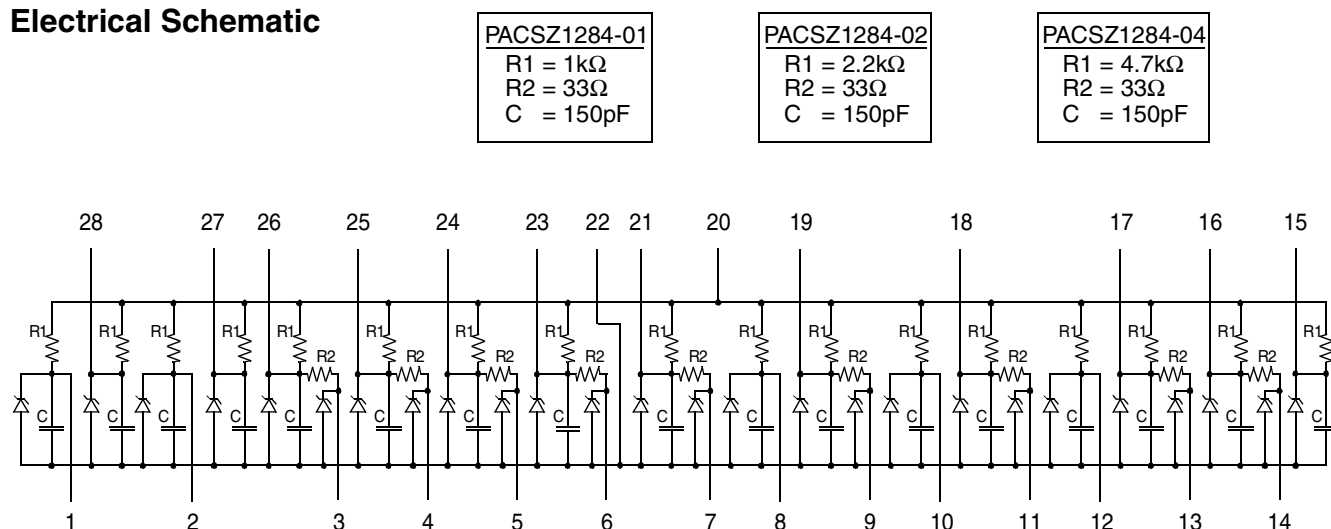 Electrical Schematic
PACSZ1284-01
R1 = 1kΩ
R2 = 33Ω
C = 150pF
PACSZ1284-02
R1 = 2.2kΩ
R2 = 33Ω
C = 150pF
PACSZ1284-04
R1 = 4.7kΩ
R2 = 33Ω
C = 150pF
28 27 26 25 24 23 22 21 20 19 18 17 16 15
R1 R1 R1 R1 R1 R1 R1 R1 R1 R1 R1 R1 R1 R1 R1 R1 R1
R2 R2 R2 R2 R2 R2 R2 R2 R2
C C C C C C C C C C C C C C C C C
1 2 3 4 5 6 7 8 9 10 11 12 13 14